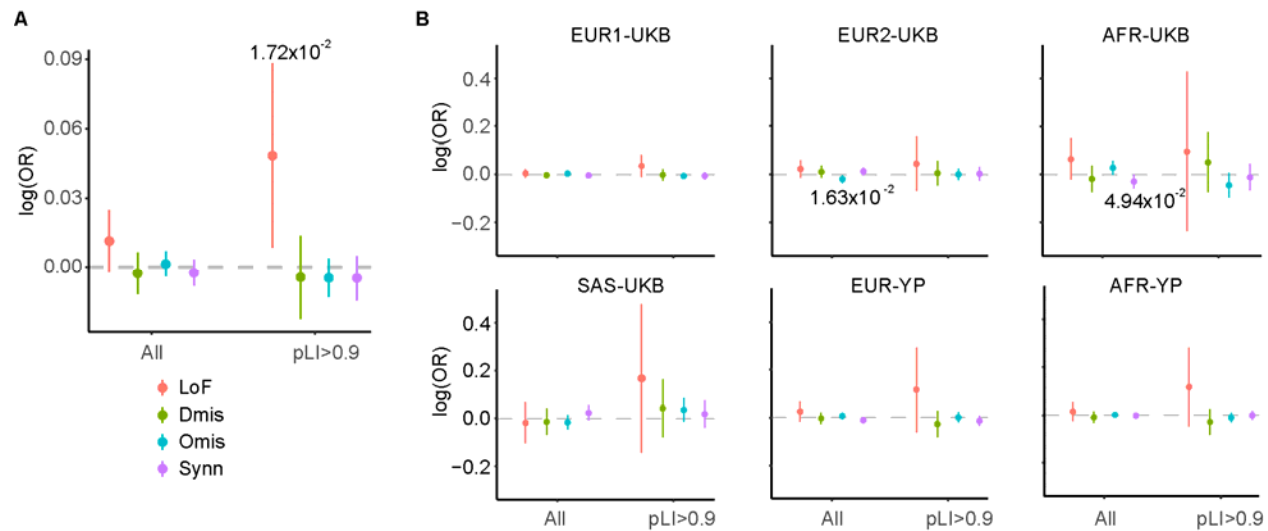 A
1.72x10-2
0.09
0.06
0.03
0.00
log(OR)
All pLI>0.9
LoF
Dmis
Omis
Synn
B
EUR1-UKB EUR2-UKB AFR-UKB
log(OR)
0.4
0.2
0.0
−0.2
1.63x10-2
4.94x10-2
SAS-UKB EUR-YP AFR-YP
log(OR)
0.4
0.2
0.0
−0.2
All pLI>0.9 All pLI>0.9 All pLI>0.9